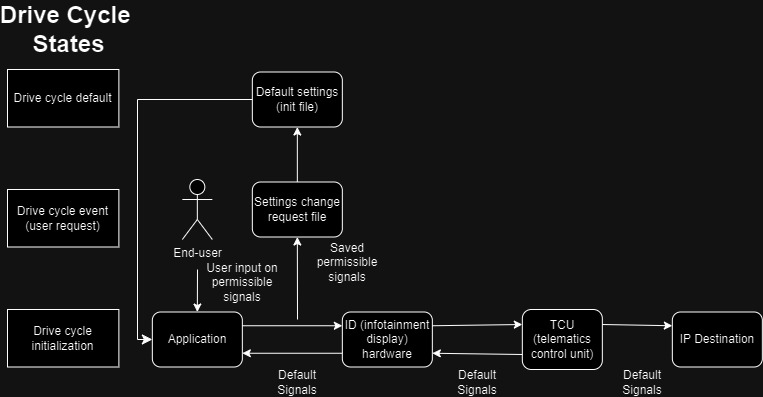 Drive Cycle
States
Drive cycle default
Default settings
(init file)
Drive cycle event
(user request)
Settings change
request file
End-user
User input on
permissible
signals
Saved
permissible
signals
Drive cycle
initialization
Application
ID (infotainment
display)
hardware
TCU
(telematics
control unit)
IP Destination
Default
Signals
Default
Signals
Default
Signals